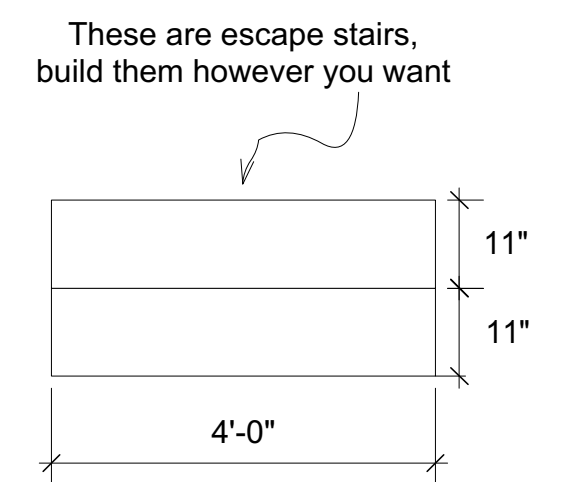 These are escape stairs,
build them however you want
11"
11"
4'-0"